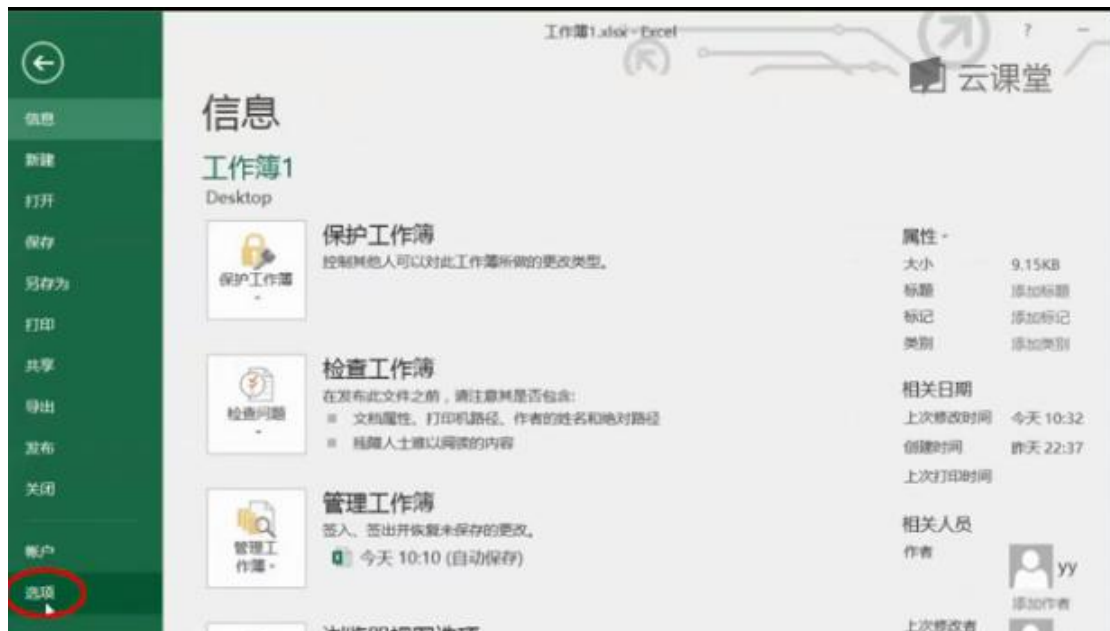 工作簿1.xlsx - Excel
?
云课堂
信息
新建
打开
保存
另存为
打印
共享
导出
发布
关闭
帐户
选项
信息
工作簿1
Desktop
保护工作簿
保护工作簿
控制其他人可以对此工作簿所做的更改类型。
检查问题
检查工作簿
在发布此文件之前，请注意其是否包含:
文档属性、打印机路径、作者的姓名和绝对路径
残障人士难以阅读的内容
管理工
作簿
管理工作簿
签入、签出并恢复未保存的更改。
今天 10:10 (自动保存)
属性
大小 9.15KB
标题 添加标题
标记 添加标记
类别 添加类别
相关日期
上次修改时间 今天 10:32
创建时间 昨天 22:37
上次打印时间
相关人员
作者
yy
添加作者
上次修改者